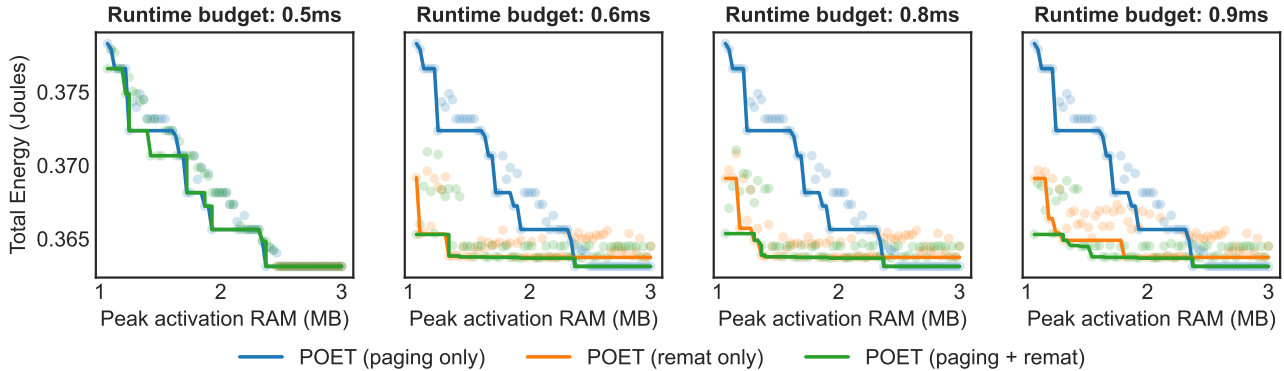 Runtime budget: 0.5ms
Runtime budget: 0.6ms
Runtime budget: 0.8ms
Runtime budget: 0.9ms
Total Energy (Joules)
0.375
0.370
0.365
1 2 3
1 2 3
1 2 3
1 2 3
Peak activation RAM (MB)
Peak activation RAM (MB)
Peak activation RAM (MB)
Peak activation RAM (MB)
POET (paging only)
POET (remat only)
POET (paging + remat)